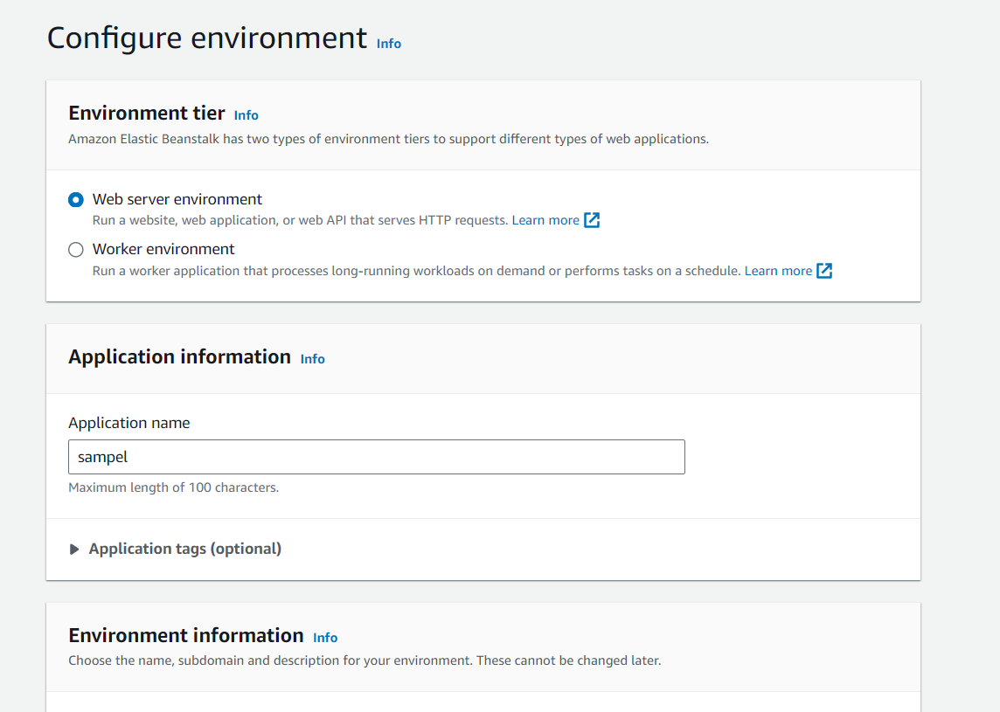 Configure environment Info
Environment tier Info
Amazon Elastic Beanstalk has two types of environment tiers to support different types of web applications.
Web server environment
Run a website, web application, or web API that serves HTTP requests. Learn more
Worker environment
Run a worker application that processes long-running workloads on demand or performs tasks on a schedule. Learn more
Application information Info
Application name
sampel
Maximum length of 100 characters.
Application tags (optional)
Environment information Info
Choose the name, subdomain and description for your environment. These cannot be changed later.